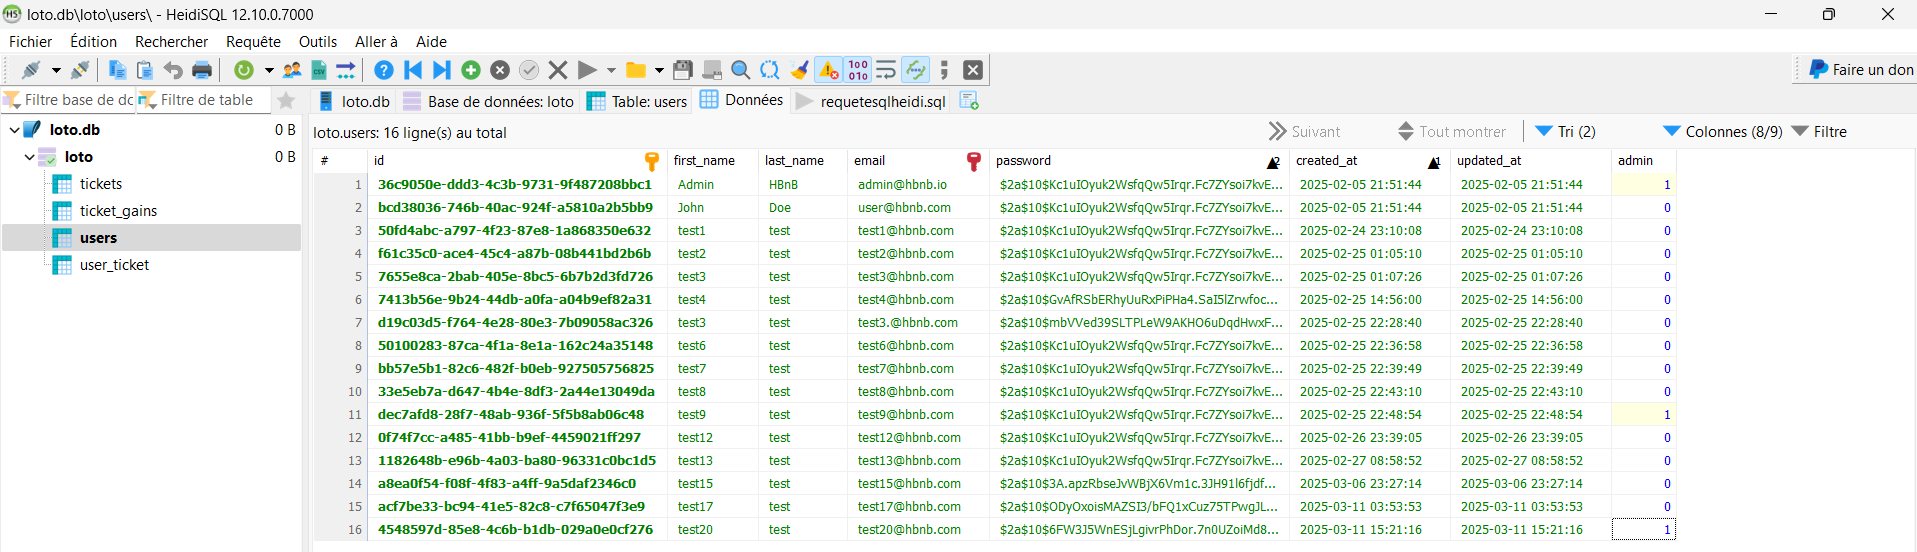 loto.db\loto\users\ - HeidiSQL 12.10.0.7000
Fichier Édition Rechercher Requête Outils Aller à Aide
Faire un don
Filtre base de dc Filtre de table loto.db Base de données: loto Table: users Données requetesqlheidi.sql
loto.db 0 B
loto 0 B
tickets
ticket_gains
users
user_ticket
loto.users: 16 ligne(s) au total Suivant Tout montrer Tri (2) Colonnes (8/9) Filtre
# id first_name last_name email password 2 created_at 1 updated_at admin
1 36c9050e-ddd3-4c3b-9731-9f487208bbc1 Admin HBnB admin@hbnb.io $2a$10$Kc1uIOyuk2WsfqQw5Irqr.Fc7ZYsoi7kvE... 2025-02-05 21:51:44 2025-02-05 21:51:44 1
2 bcd38036-746b-40ac-924f-a5810a2b5bb9 John Doe user@hbnb.com $2a$10$Kc1uIOyuk2WsfqQw5Irqr.Fc7ZYsoi7kvE... 2025-02-05 21:51:44 2025-02-05 21:51:44 0
3 50fd4abc-a797-4f23-87e8-1a868350e632 test1 test test1@hbnb.com $2a$10$Kc1uIOyuk2WsfqQw5Irqr.Fc7ZYsoi7kvE... 2025-02-24 23:10:08 2025-02-24 23:10:08 0
4 f61c35c0-ace4-45c4-a87b-08b441bd2b6b test2 test test2@hbnb.com $2a$10$Kc1uIOyuk2WsfqQw5Irqr.Fc7ZYsoi7kvE... 2025-02-25 01:05:10 2025-02-25 01:05:10 0
5 7655e8ca-2bab-405e-8bc5-6b7b2d3fd726 test3 test test3@hbnb.com $2a$10$Kc1uIOyuk2WsfqQw5Irqr.Fc7ZYsoi7kvE... 2025-02-25 01:07:26 2025-02-25 01:07:26 0
6 7413b56e-9b24-44db-a0fa-a04b9ef82a31 test4 test test4@hbnb.com $2a$10$GvAfRSbERhyUuRxPiPHa4.SaI5lZrwfoc... 2025-02-25 14:56:00 2025-02-25 14:56:00 0
7 d19c03d5-f764-4e28-80e3-7b09058ac326 test3 test test3.@hbnb.com $2a$10$mbVVed39SLTPLeW9AKHO6uDqdHwxF... 2025-02-25 22:28:40 2025-02-25 22:28:40 0
8 50100283-87ca-4f1a-8e1a-162c24a35148 test6 test test6@hbnb.com $2a$10$Kc1uIOyuk2WsfqQw5Irqr.Fc7ZYsoi7kvE... 2025-02-25 22:36:58 2025-02-25 22:36:58 0
9 bb57e5b1-82c6-482f-b0eb-927505756825 test7 test test7@hbnb.com $2a$10$Kc1uIOyuk2WsfqQw5Irqr.Fc7ZYsoi7kvE... 2025-02-25 22:39:49 2025-02-25 22:39:49 0
10 33e5eb7a-d647-4b4e-8df3-2a44e13049da test8 test test8@hbnb.com $2a$10$Kc1uIOyuk2WsfqQw5Irqr.Fc7ZYsoi7kvE... 2025-02-25 22:43:10 2025-02-25 22:43:10 0
11 dec7afd8-28f7-48ab-936f-5f5b8ab06c48 test9 test test9@hbnb.com $2a$10$Kc1uIOyuk2WsfqQw5Irqr.Fc7ZYsoi7kvE... 2025-02-25 22:48:54 2025-02-25 22:48:54 1
12 0f74f7cc-a485-41bb-b9ef-4459021ff297 test12 test test12@hbnb.com $2a$10$Kc1uIOyuk2WsfqQw5Irqr.Fc7ZYsoi7kvE... 2025-02-26 23:39:05 2025-02-26 23:39:05 0
13 1182648b-e96b-4a03-ba80-96331c0bc1d5 test13 test test13@hbnb.com $2a$10$Kc1uIOyuk2WsfqQw5Irqr.Fc7ZYsoi7kvE... 2025-02-27 08:58:52 2025-02-27 08:58:52 0
14 a8ea0f54-f08f-4f83-a4ff-9a5daf2346c0 test15 test test15@hbnb.com $2a$10$3A.apzRbseJvWBjX6Vm1c.3JH91l6fjdf... 2025-03-06 23:27:14 2025-03-06 23:27:14 0
15 acf7be33-bc94-41e5-82c8-c7f65047f3e9 test17 test test17@hbnb.com $2a$10$ODyOxoisMAZSI3/bFQ1xCuz75TPwgJL... 2025-03-11 03:53:53 2025-03-11 03:53:53 0
16 4548597d-85e8-4c6b-b1db-029a0e0cf276 test20 test test20@hbnb.com $2a$10$6FW3J5WnESjLgivrPhDor.7n0UZoiMd8... 2025-03-11 15:21:16 2025-03-11 15:21:16 1